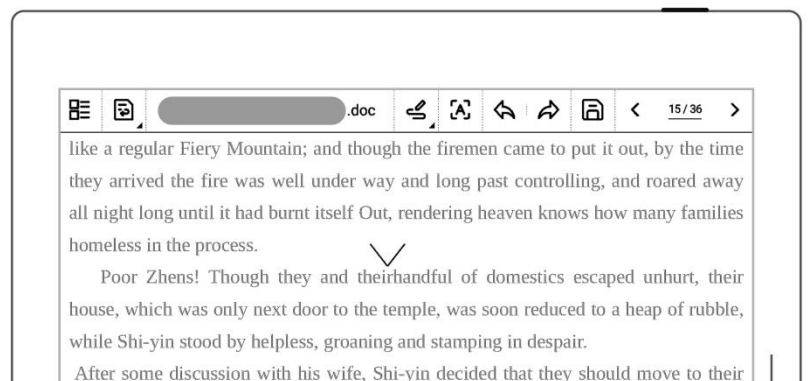 .doc
15/36
like a regular Fiery Mountain; and though the firemen came to put it out, by the time
they arrived the fire was well under way and long past controlling, and roared away
all night long until it had burnt itself Out, rendering heaven knows how many families
homeless in the process.
Poor Zhens! Though they and theirhandful of domestics escaped unhurt, their
house, which was only next door to the temple, was soon reduced to a heap of rubble,
while Shi-yin stood by helpless, groaning and stamping in despair.
After some discussion with his wife, Shi-yin decided that they should move to their